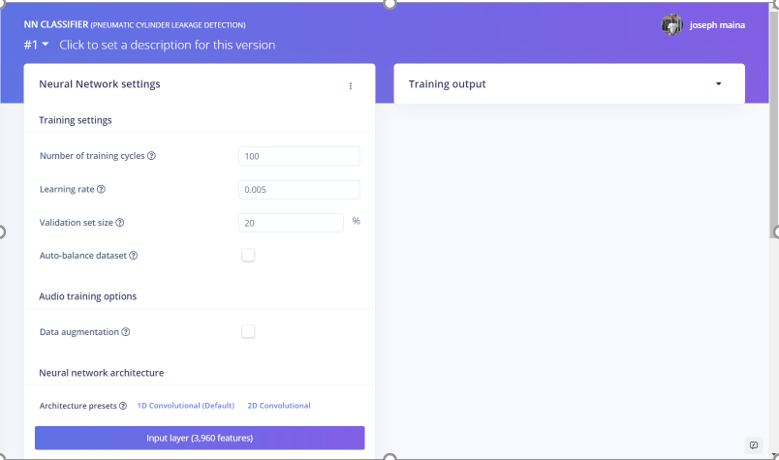 NN CLASSIFIER (PNEUMATIC CYLINDER LEAKAGE DETECTION)
joseph maina
#1 Click to set a description for this version
Neural Network settings
Training output
Training settings
Number of training cycles ?
100
Learning rate ?
0.005
Validation set size ?
20
%
Auto-balance dataset ?
Audio training options
Data augmentation ?
Neural network architecture
Architecture presets ? 1D Convolutional (Default) 2D Convolutional
Input layer (3,960 features)